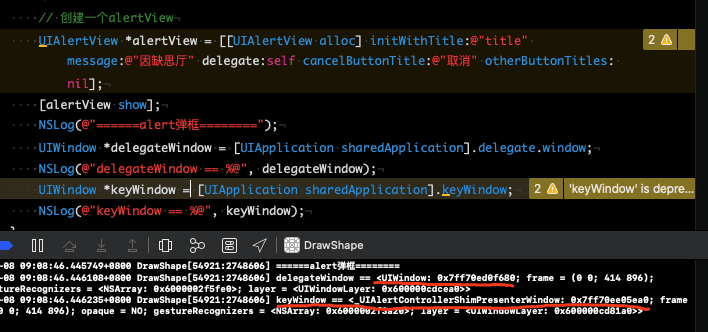 // 创建一个alertView
UIAlertView *alertView = [[UIAlertView alloc] initWithTitle:@"title" 2
message:@"因缺思厅" delegate:self cancelButtonTitle:@"取消" otherButtonTitles:
nil];
[alertView show];
NSLog(@"======alert弹框========");
UIWindow *delegateWindow = [UIApplication sharedApplication].delegate.window;
NSLog(@"delegateWindow == %@", delegateWindow);
UIWindow *keyWindow = [UIApplication sharedApplication].keyWindow; 2 'keyWindow' is depre...
NSLog(@"keyWindow == %@", keyWindow);
DrawShape
-08 09:08:46.445749+0800 DrawShape[54921:2748606] ======alert弹框========
-08 09:08:46.446108+0800 DrawShape[54921:2748606] delegateWindow == <UIWindow: 0x7ff70ed0f680; frame = (0 0; 414 896);
stureRecognizers = <NSArray: 0x6000002f5fe0>; layer = <UIWindowLayer: 0x600000cdcea0>>
-08 09:08:46.446235+0800 DrawShape[54921:2748606] keyWindow == <_UIAlertControllerShimPresenterWindow: 0x7ff70ee05ea0; frame
0 0; 414 896); opaque = NO; gestureRecognizers = <NSArray: 0x6000002f3a20>; layer = <UIWindowLayer: 0x600000cd81a0>>